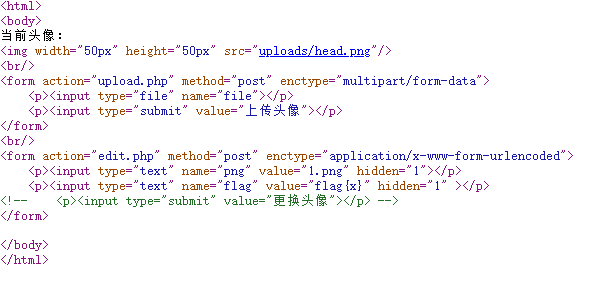 <html>
<body>
当前头像：
<img width="50px" height="50px" src="uploads/head.png"/>
<br/>
<form action="upload.php" method="post" enctype="multipart/form-data">
    <p><input type="file" name="file"></p>
    <p><input type="submit" value="上传头像"></p>
</form>
<br/>
<form action="edit.php" method="post" enctype="application/x-www-form-urlencoded">
    <p><input type="text" name="png" value="1.png" hidden="1"></p>
    <p><input type="text" name="flag" value="flag{x}" hidden="1" ></p>
<!--    <p><input type="submit" value="更换头像"></p> -->
</form>

</body>
</html>